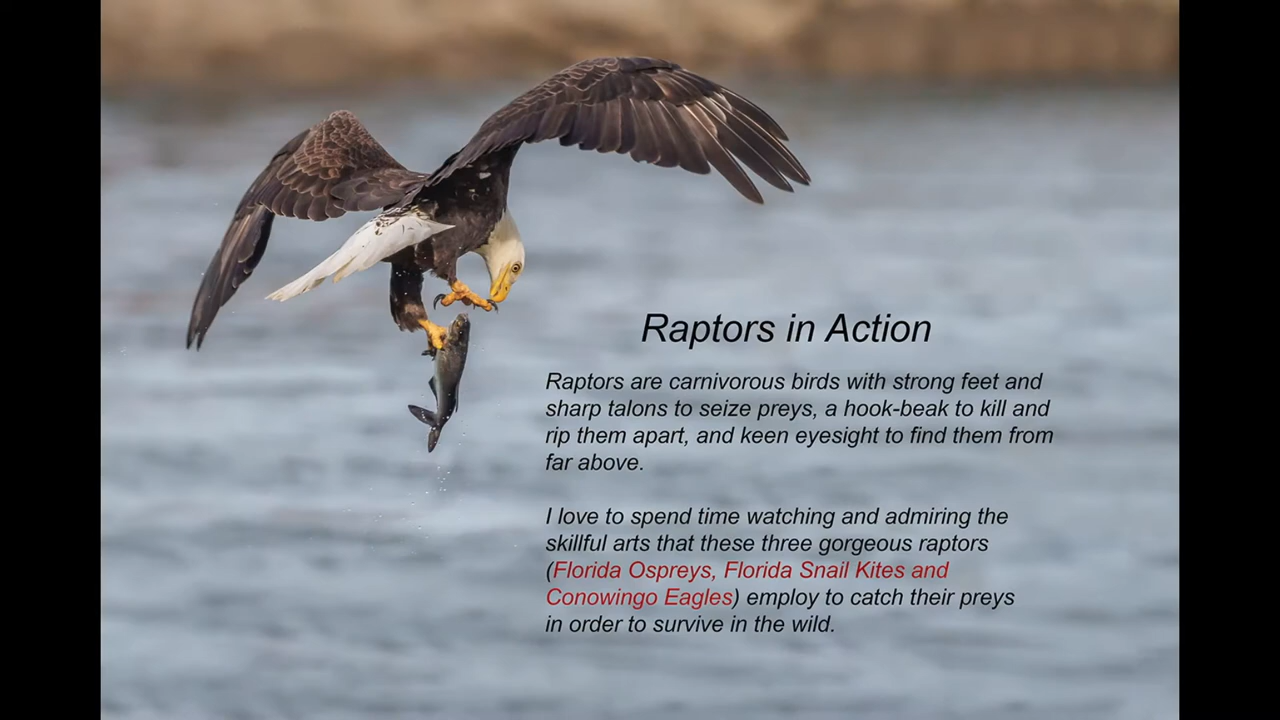 Raptors in Action
Raptors are carnivorous birds with strong feet and
sharp talons to seize preys, a hook-beak to kill and
rip them apart, and keen eyesight to find them from
far above.
I love to spend time watching and admiring the
skillful arts that these three gorgeous raptors
(Florida Ospreys, Florida Snail Kites and
Conowingo Eagles) employ to catch their preys
in order to survive in the wild.